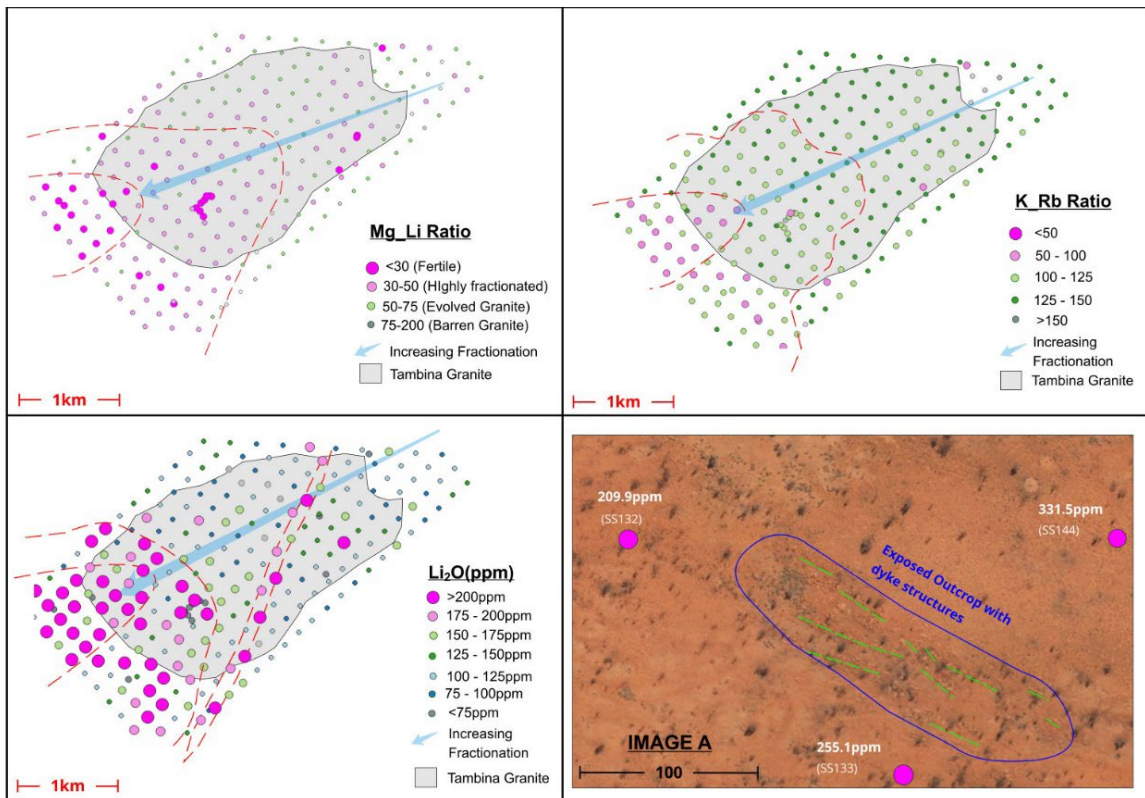 Mg_Li Ratio
<30 (Fertile)
30-50 (HIghly fractionated)
50-75 (Evolved Granite)
75-200 (Barren Granite)
Increasing Fractionation
Tambina Granite
1km
K_Rb Ratio
<50
50 - 100
100 - 125
125 - 150
>150
Increasing
Fractionation
Tambina Granite
1km
Li₂O(ppm)
>200ppm
175 - 200ppm
150 - 175ppm
125 - 150ppm
100 - 125ppm
75 - 100ppm
<75ppm
Increasing
Fractionation
Tambina Granite
1km
209.9ppm
(SS132)
331.5ppm
(SS144)
Exposed Outcrop with
dyke structures
IMAGE A
100
255.1ppm
(SS133)